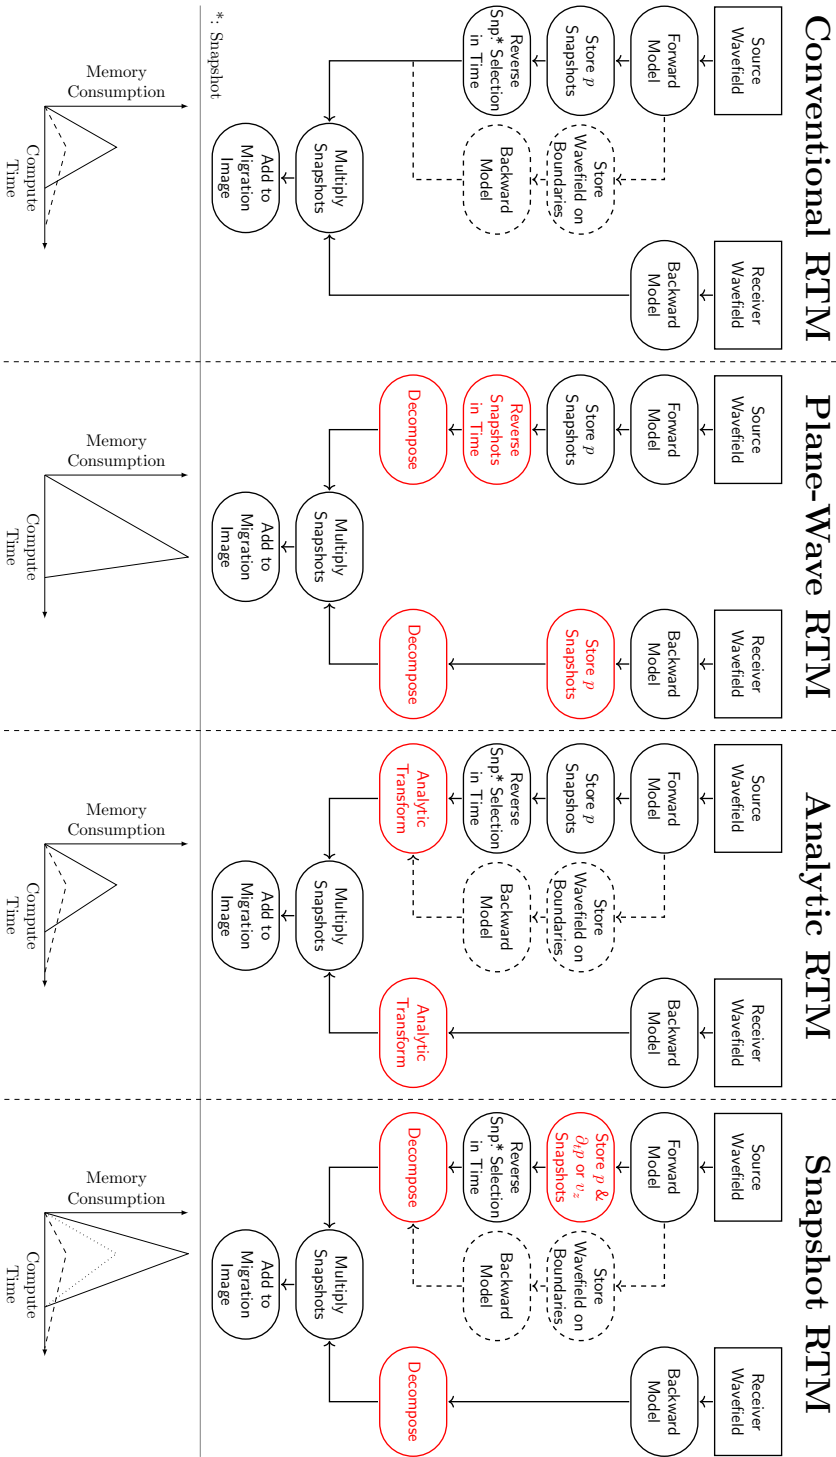 Conventional RTM
Source
Wavefield
Receiver
Wavefield
Forward
Model
Backward
Model
Store p
Snapshots
Store
Wavefield on
Boundaries
Reverse
Snp.* Selection
in Time
Backward
Model
Multiply
Snapshots
Add to
Migration
Image
*: Snapshot
Memory
Consumption
Compute
Time
Plane-Wave RTM
Source
Wavefield
Receiver
Wavefield
Forward
Model
Backward
Model
Store p
Snapshots
Store p
Snapshots
Reverse
Snapshots
in Time
Decompose
Decompose
Multiply
Snapshots
Add to
Migration
Image
Memory
Consumption
Compute
Time
Analytic RTM
Source
Wavefield
Receiver
Wavefield
Forward
Model
Backward
Model
Store p
Snapshots
Store
Wavefield on
Boundaries
Reverse
Snp.* Selection
in Time
Backward
Model
Analytic
Transform
Analytic
Transform
Multiply
Snapshots
Add to
Migration
Image
Memory
Consumption
Compute
Time
Snapshot RTM
Source
Wavefield
Receiver
Wavefield
Forward
Model
Backward
Model
Store p &
∂ₜp or v_z
Snapshots
Store
Wavefield on
Boundaries
Reverse
Snp.* Selection
in Time
Backward
Model
Decompose
Decompose
Multiply
Snapshots
Add to
Migration
Image
Memory
Consumption
Compute
Time